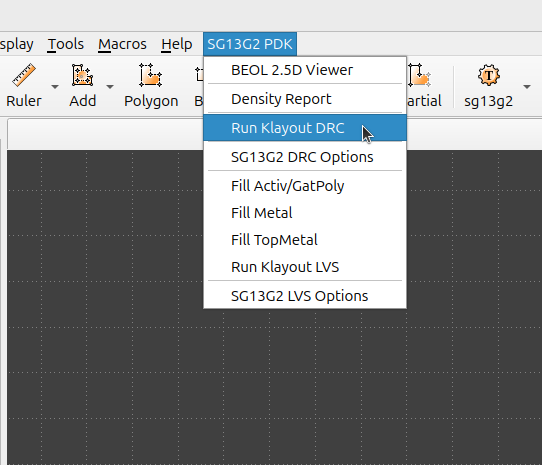 splay Tools Macros Help SG13G2 PDK
Ruler Add Polygon B artial sg13g2
BEOL 2.5D Viewer
Density Report
Run Klayout DRC
SG13G2 DRC Options
Fill Activ/GatPoly
Fill Metal
Fill TopMetal
Run Klayout LVS
SG13G2 LVS Options